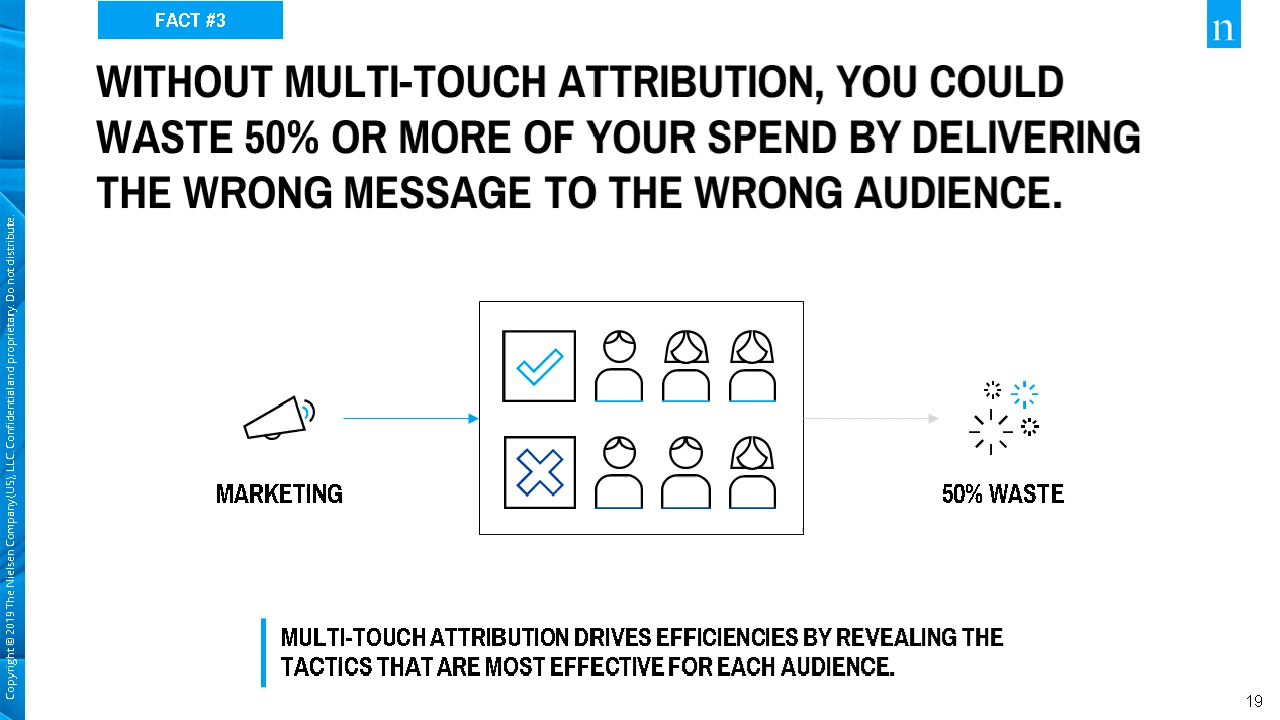 FACT #3
n
WITHOUT MULTI-TOUCH ATTRIBUTION, YOU COULD
WASTE 50% OR MORE OF YOUR SPEND BY DELIVERING
THE WRONG MESSAGE TO THE WRONG AUDIENCE.
MARKETING
50% WASTE
MULTI-TOUCH ATTRIBUTION DRIVES EFFICIENCIES BY REVEALING THE
TACTICS THAT ARE MOST EFFECTIVE FOR EACH AUDIENCE.
Copyright © 2019 The Nielsen Company (US), LLC. Confidential and proprietary. Do not distribute.
19